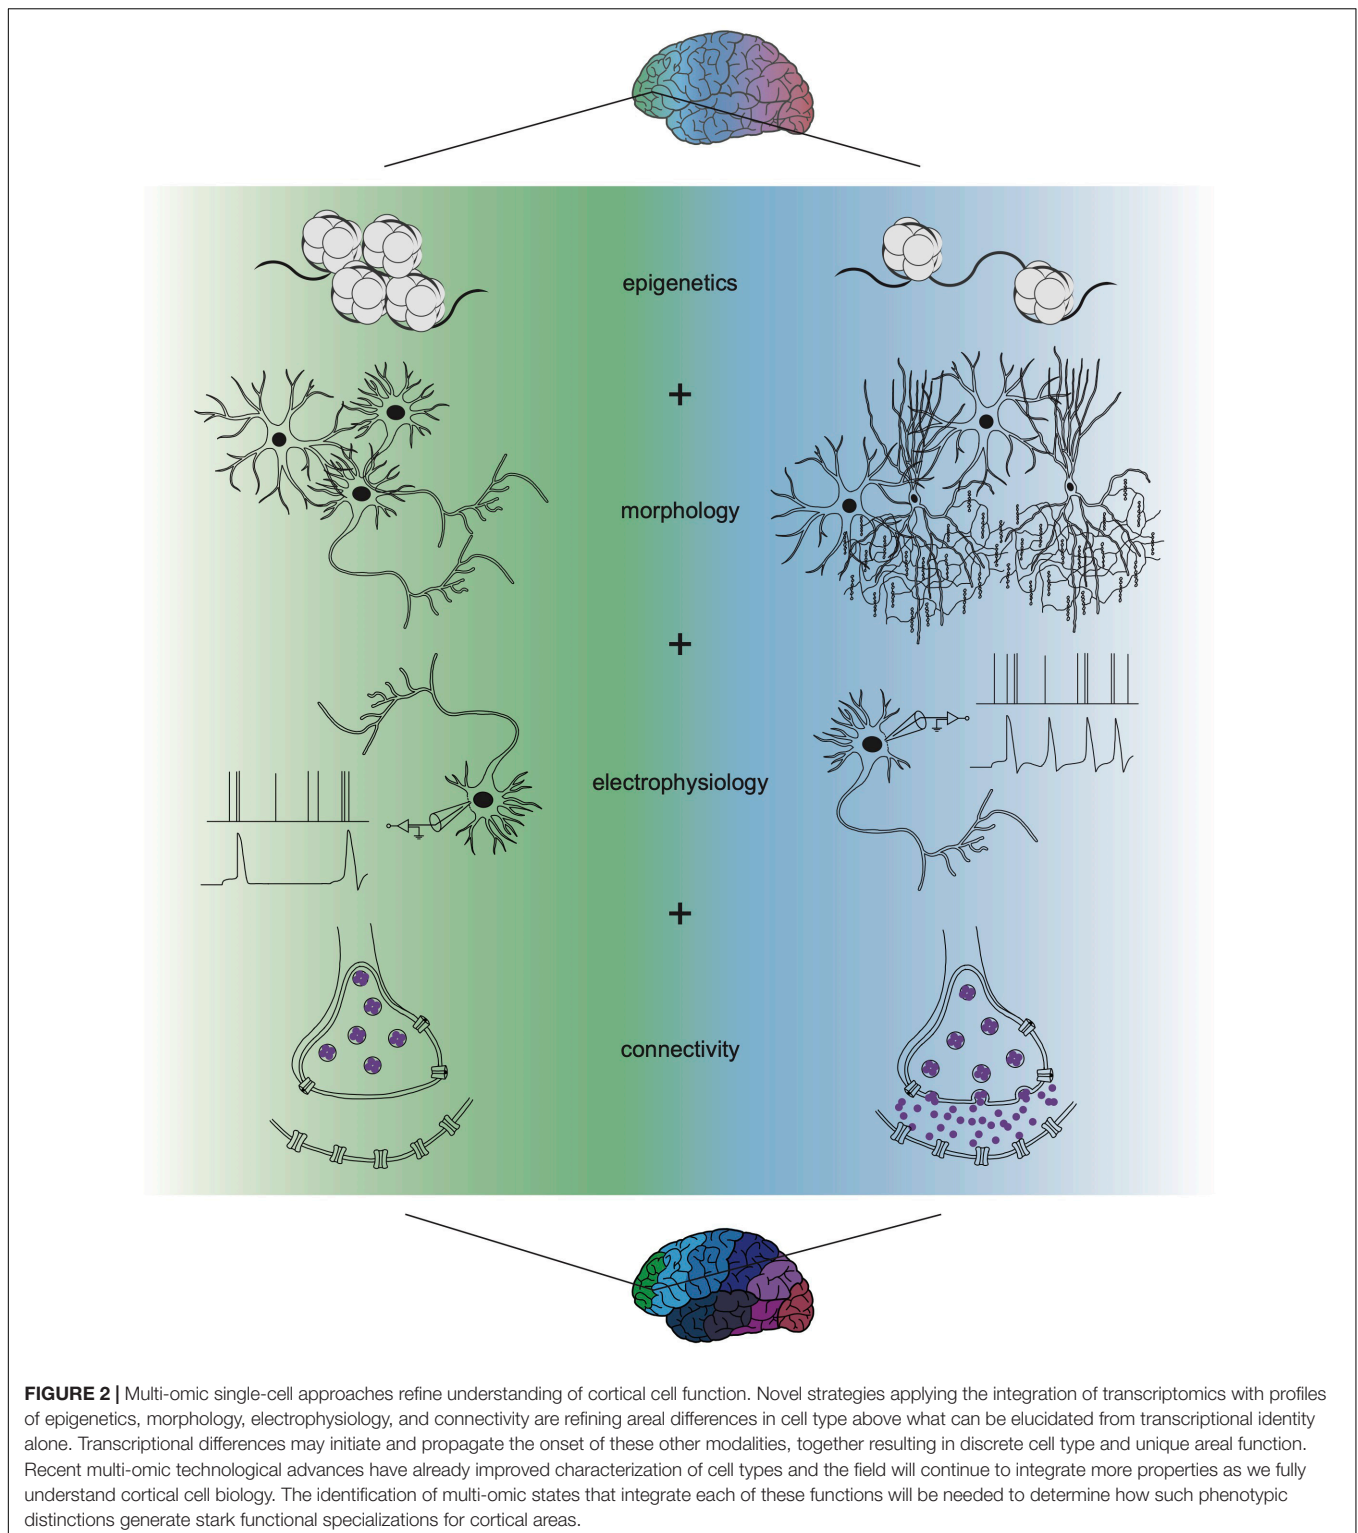 epigenetics
+
morphology
+
electrophysiology
+
connectivity
FIGURE 2 | Multi-omic single-cell approaches refine understanding of cortical cell function. Novel strategies applying the integration of transcriptomics with profiles
of epigenetics, morphology, electrophysiology, and connectivity are refining areal differences in cell type above what can be elucidated from transcriptional identity
alone. Transcriptional differences may initiate and propagate the onset of these other modalities, together resulting in discrete cell type and unique areal function.
Recent multi-omic technological advances have already improved characterization of cell types and the field will continue to integrate more properties as we fully
understand cortical cell biology. The identification of multi-omic states that integrate each of these functions will be needed to determine how such phenotypic
distinctions generate stark functional specializations for cortical areas.